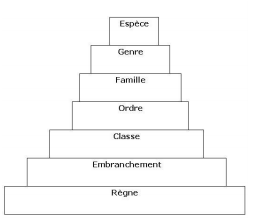 Espèce
Genre
Famille
Ordre
Classe
Embranchement
Règne